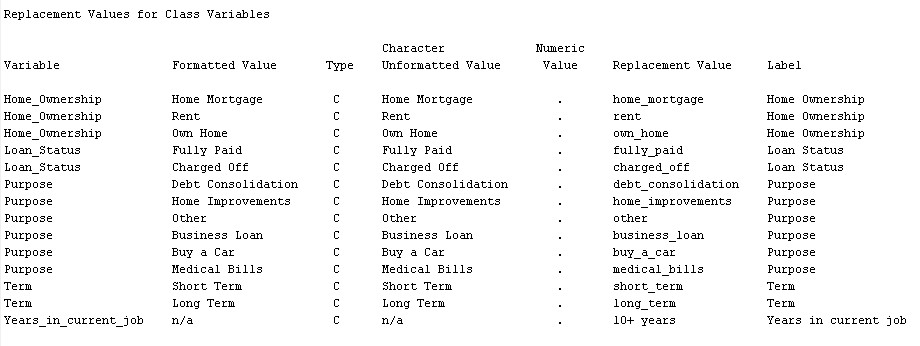 Replacement Values for Class Variables
Character Numeric
Variable Formatted Value Type Unformatted Value Value Replacement Value Label
Home_Ownership Home Mortgage C Home Mortgage . home_mortgage Home Ownership
Home_Ownership Rent C Rent . rent Home Ownership
Home_Ownership Own Home C Own Home . own_home Home Ownership
Loan_Status Fully Paid C Fully Paid . fully_paid Loan Status
Loan_Status Charged Off C Charged Off . charged_off Loan Status
Purpose Debt Consolidation C Debt Consolidation . debt_consolidation Purpose
Purpose Home Improvements C Home Improvements . home_improvements Purpose
Purpose Other C Other . other Purpose
Purpose Business Loan C Business Loan . business_loan Purpose
Purpose Buy a Car C Buy a Car . buy_a_car Purpose
Purpose Medical Bills C Medical Bills . medical_bills Purpose
Term Short Term C Short Term . short_term Term
Term Long Term C Long Term . long_term Term
Years_in_current_job n/a C n/a . 10+ years Years in current job